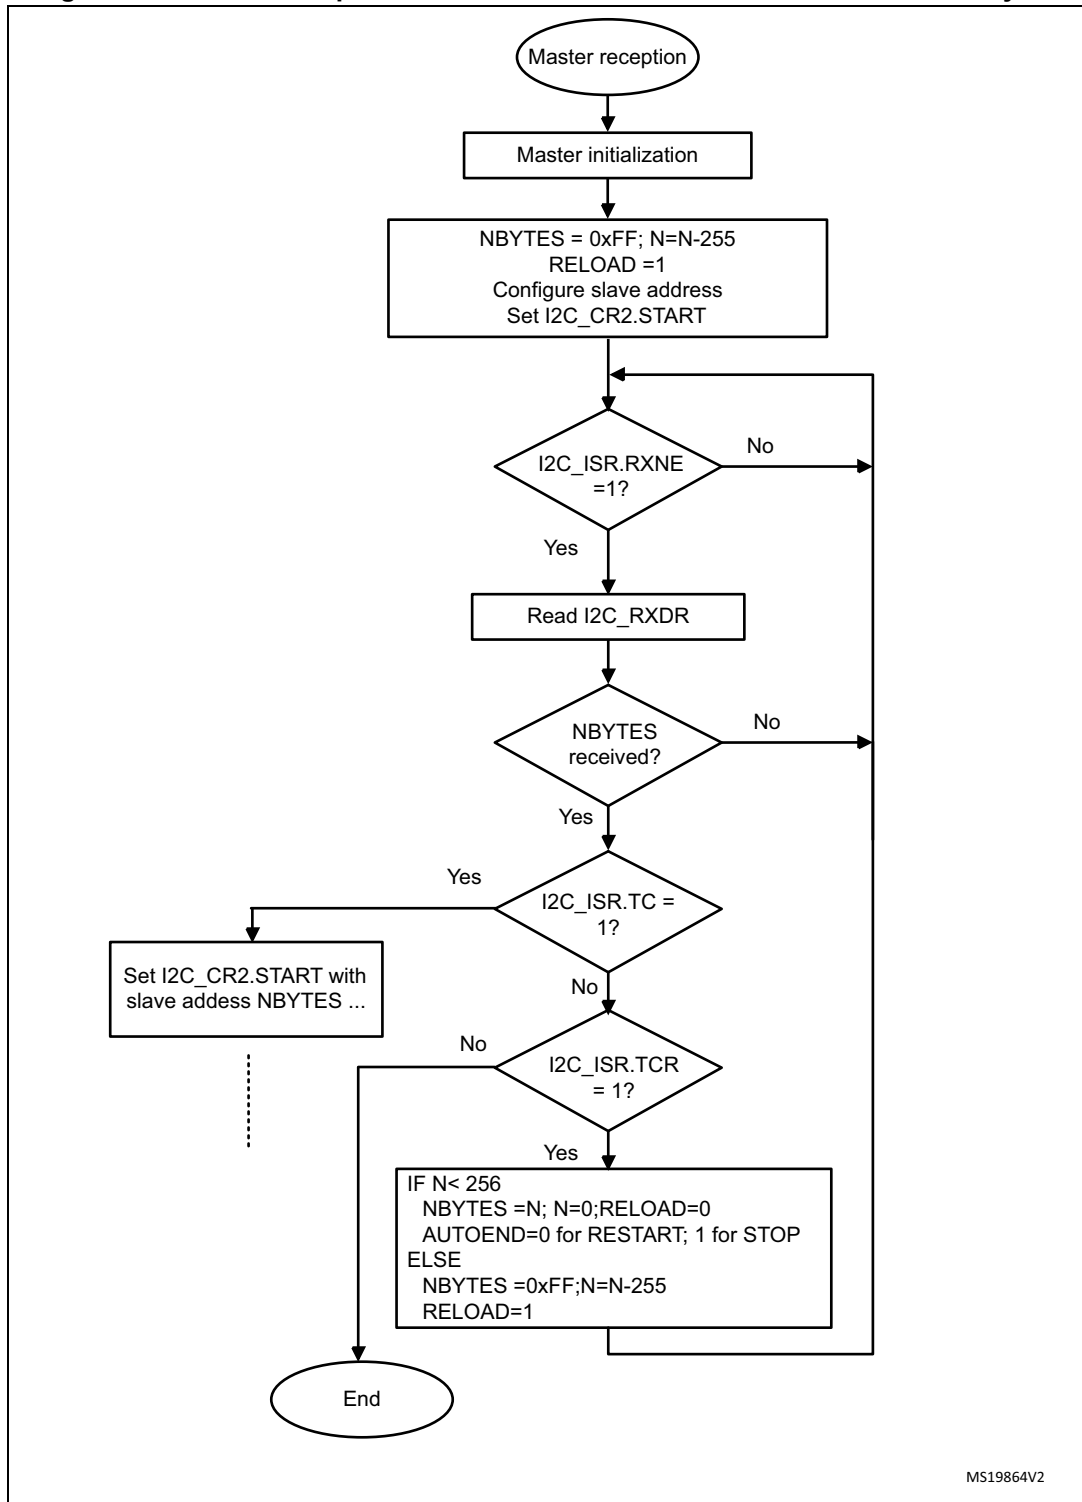 Master reception
Master initialization
NBYTES = 0xFF; N=N-255
RELOAD =1
Configure slave address
Set I2C_CR2.START
I2C_ISR.RXNE
=1?
No
Yes
Read I2C_RXDR
NBYTES
received?
No
Yes
I2C_ISR.TC =
1?
Yes
Set I2C_CR2.START with
slave addess NBYTES ...
No
I2C_ISR.TCR
= 1?
No
Yes
IF N< 256
NBYTES =N; N=0;RELOAD=0
AUTOEND=0 for RESTART; 1 for STOP
ELSE
NBYTES =0xFF;N=N-255
RELOAD=1
End
MS19864V2